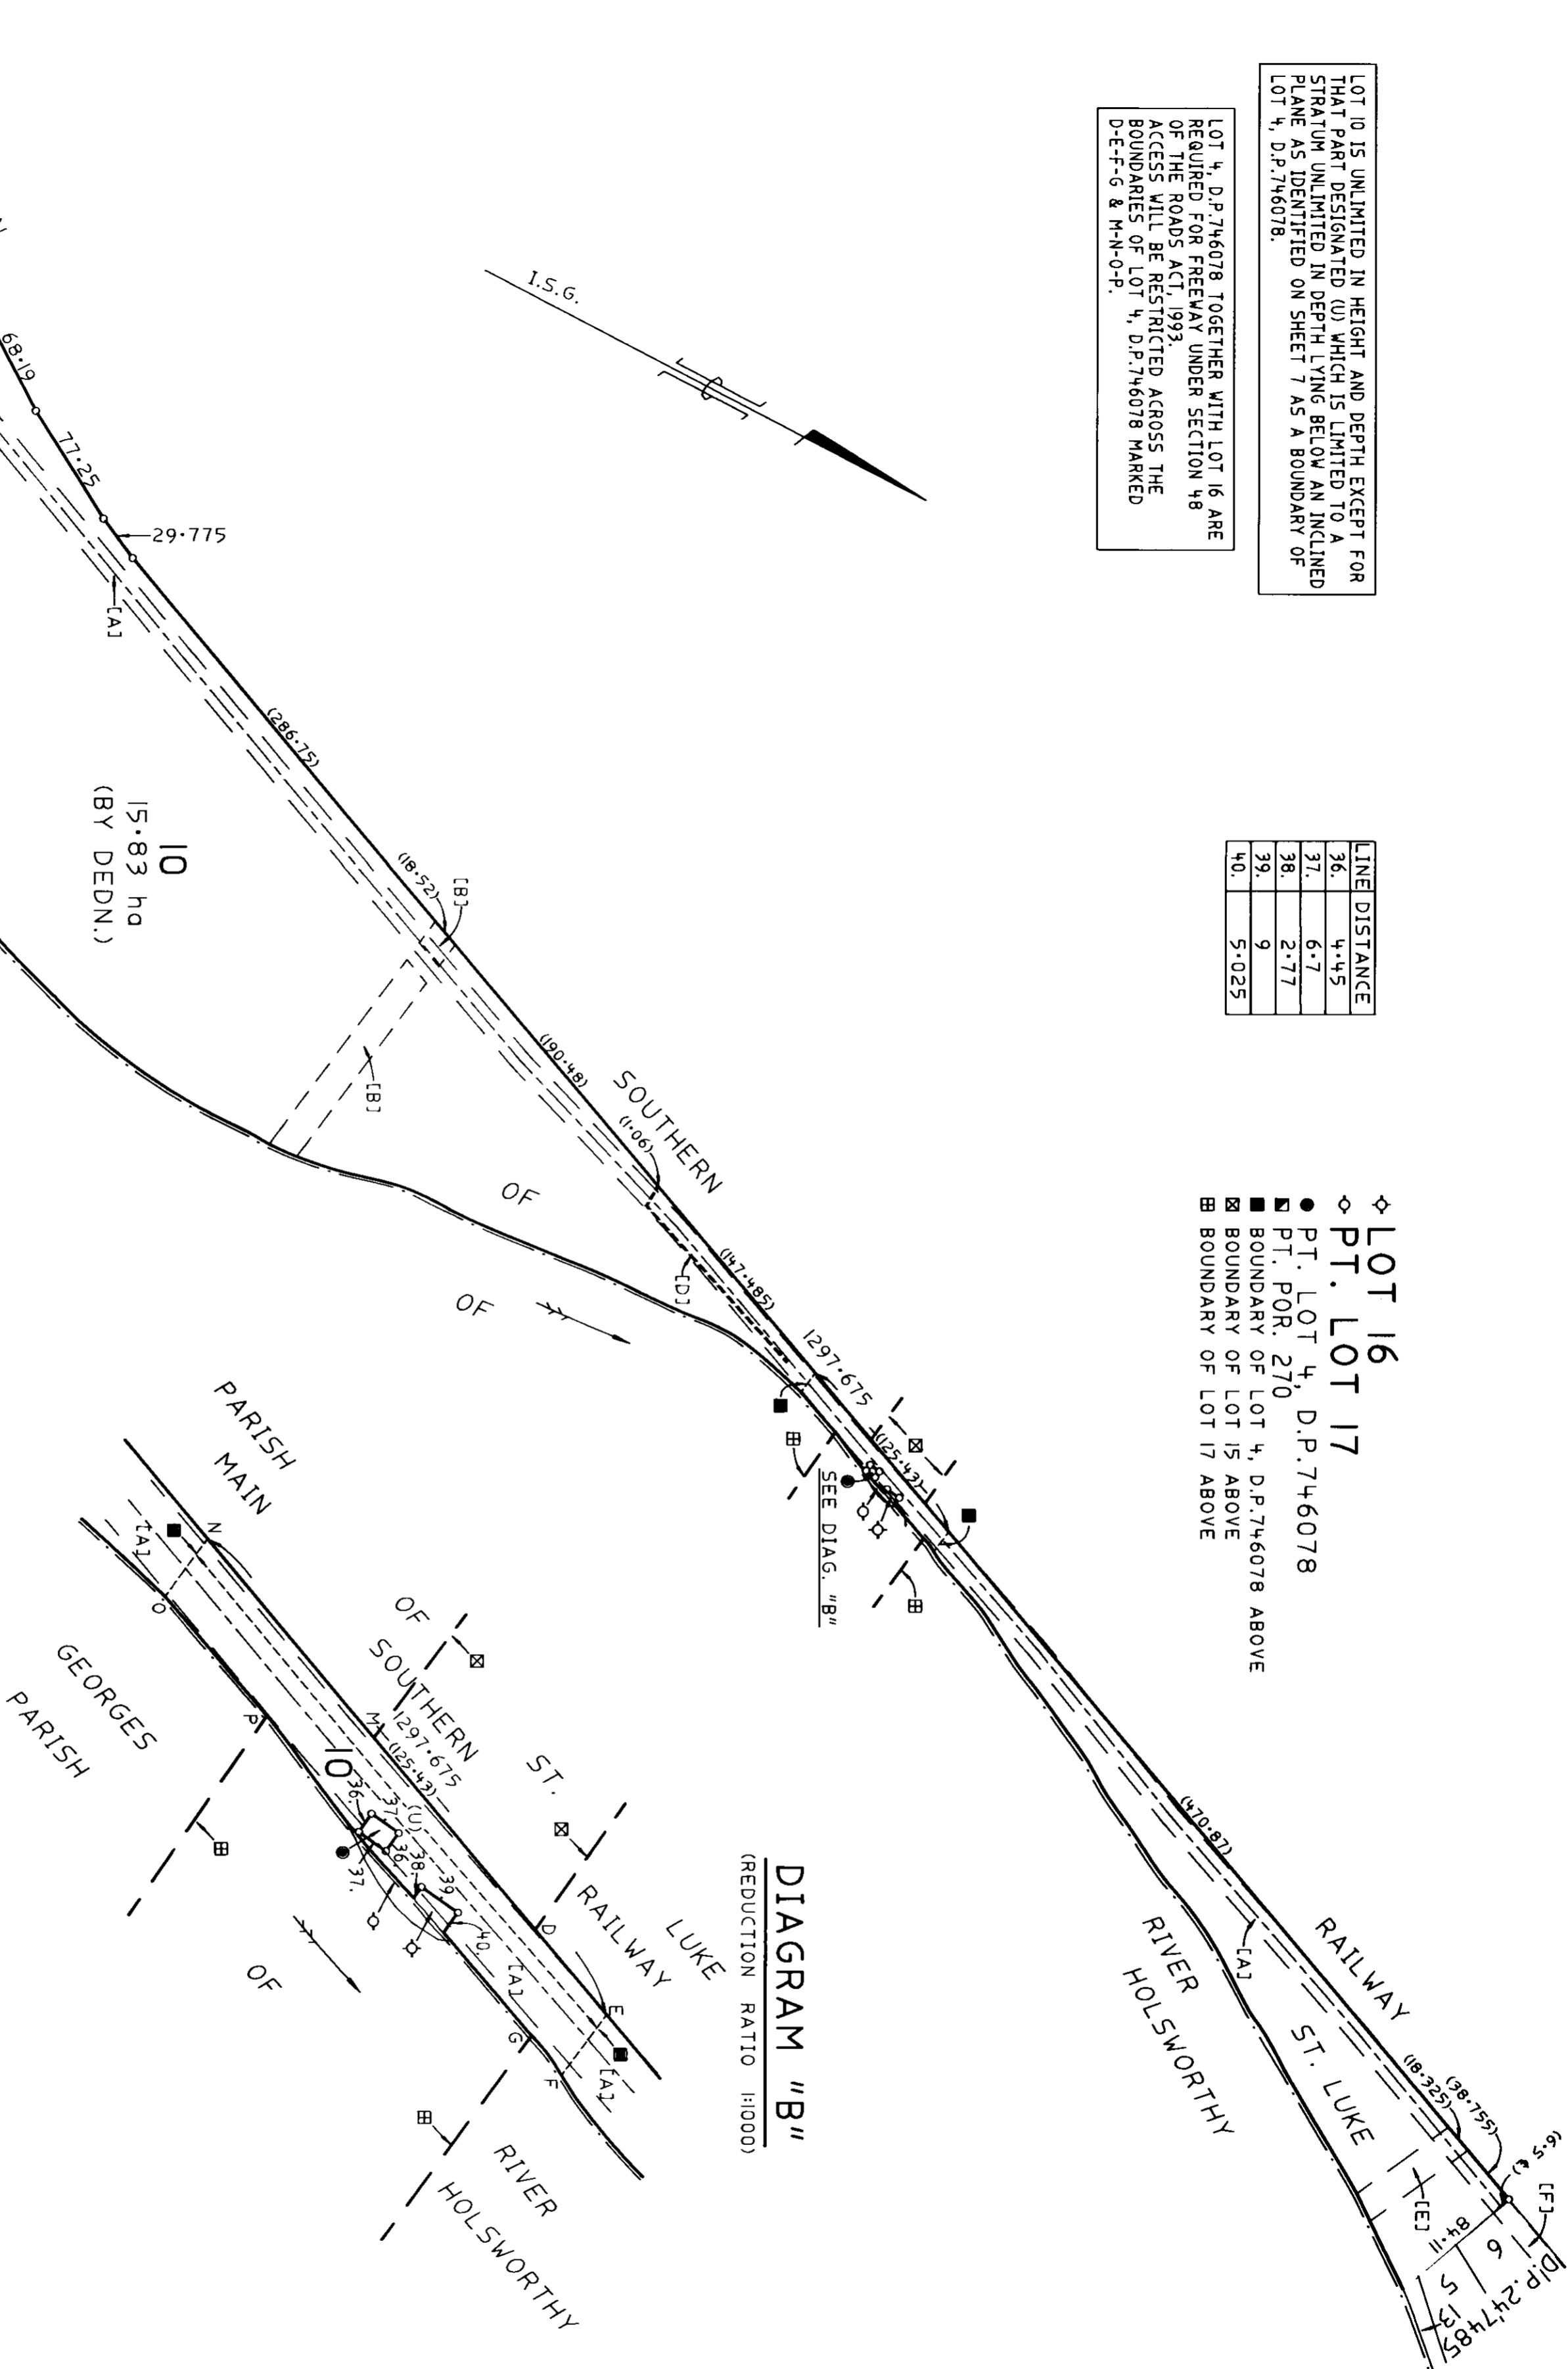 LOT 10 IS UNLIMITED IN HEIGHT AND DEPTH EXCEPT FOR
THAT PART DESIGNATED (U) WHICH IS LIMITED TO A
STRATUM UNLIMITED IN DEPTH LYING BELOW AN INCLINED
PLANE AS IDENTIFIED ON SHEET 7 AS A BOUNDARY OF
LOT 4, D.P.746078.
LOT 4, D.P.746078 TOGETHER WITH LOT 16 ARE
REQUIRED FOR FREEWAY UNDER SECTION 48
OF THE ROADS ACT, 1993.
ACCESS WILL BE RESTRICTED ACROSS THE
BOUNDARIES OF LOT 4, D.P.746078 MARKED
D-E-F-G & M-N-O-P.
LINE DISTANCE
36. 4·45
37. 6·7
38. 2·77
39. 9
40. 5·025
LOT 16
PT. LOT 17
PT. LOT 4, D.P.746078
PT. POR. 270
BOUNDARY OF LOT 4, D.P.746078 ABOVE
BOUNDARY OF LOT 15 ABOVE
BOUNDARY OF LOT 17 ABOVE
I.S.G.
68·19
77·25
29·775
[A]
(286·75)
10
15·83 ha
(BY DEDN.)
(18·52)
[B]
[B]
(190·48)
SOUTHERN
(1·06)
OF
OF
[D]
(147·485)
1297·675
(125·43)
SEE DIAG. "B"
(470·87)
RAILWAY
[A]
RIVER
HOLSWORTHY
ST. LUKE
(18·325)
(38·755)
(6·5 )
[F]
[E]
84·11
6
5
13
D.P. 247485
DIAGRAM "B"
(REDUCTION RATIO 1:1000)
PARISH
MAIN
OF
SOUTHERN
1297·675
(125·43)
ST.
LUKE
RAILWAY
N
[A]
O
M
P
10
(U)
36.
37.
36.
37.
38.
39.
40.
D
E
[A]
[A]
G
F
GEORGES
PARISH
OF
RIVER
HOLSWORTHY